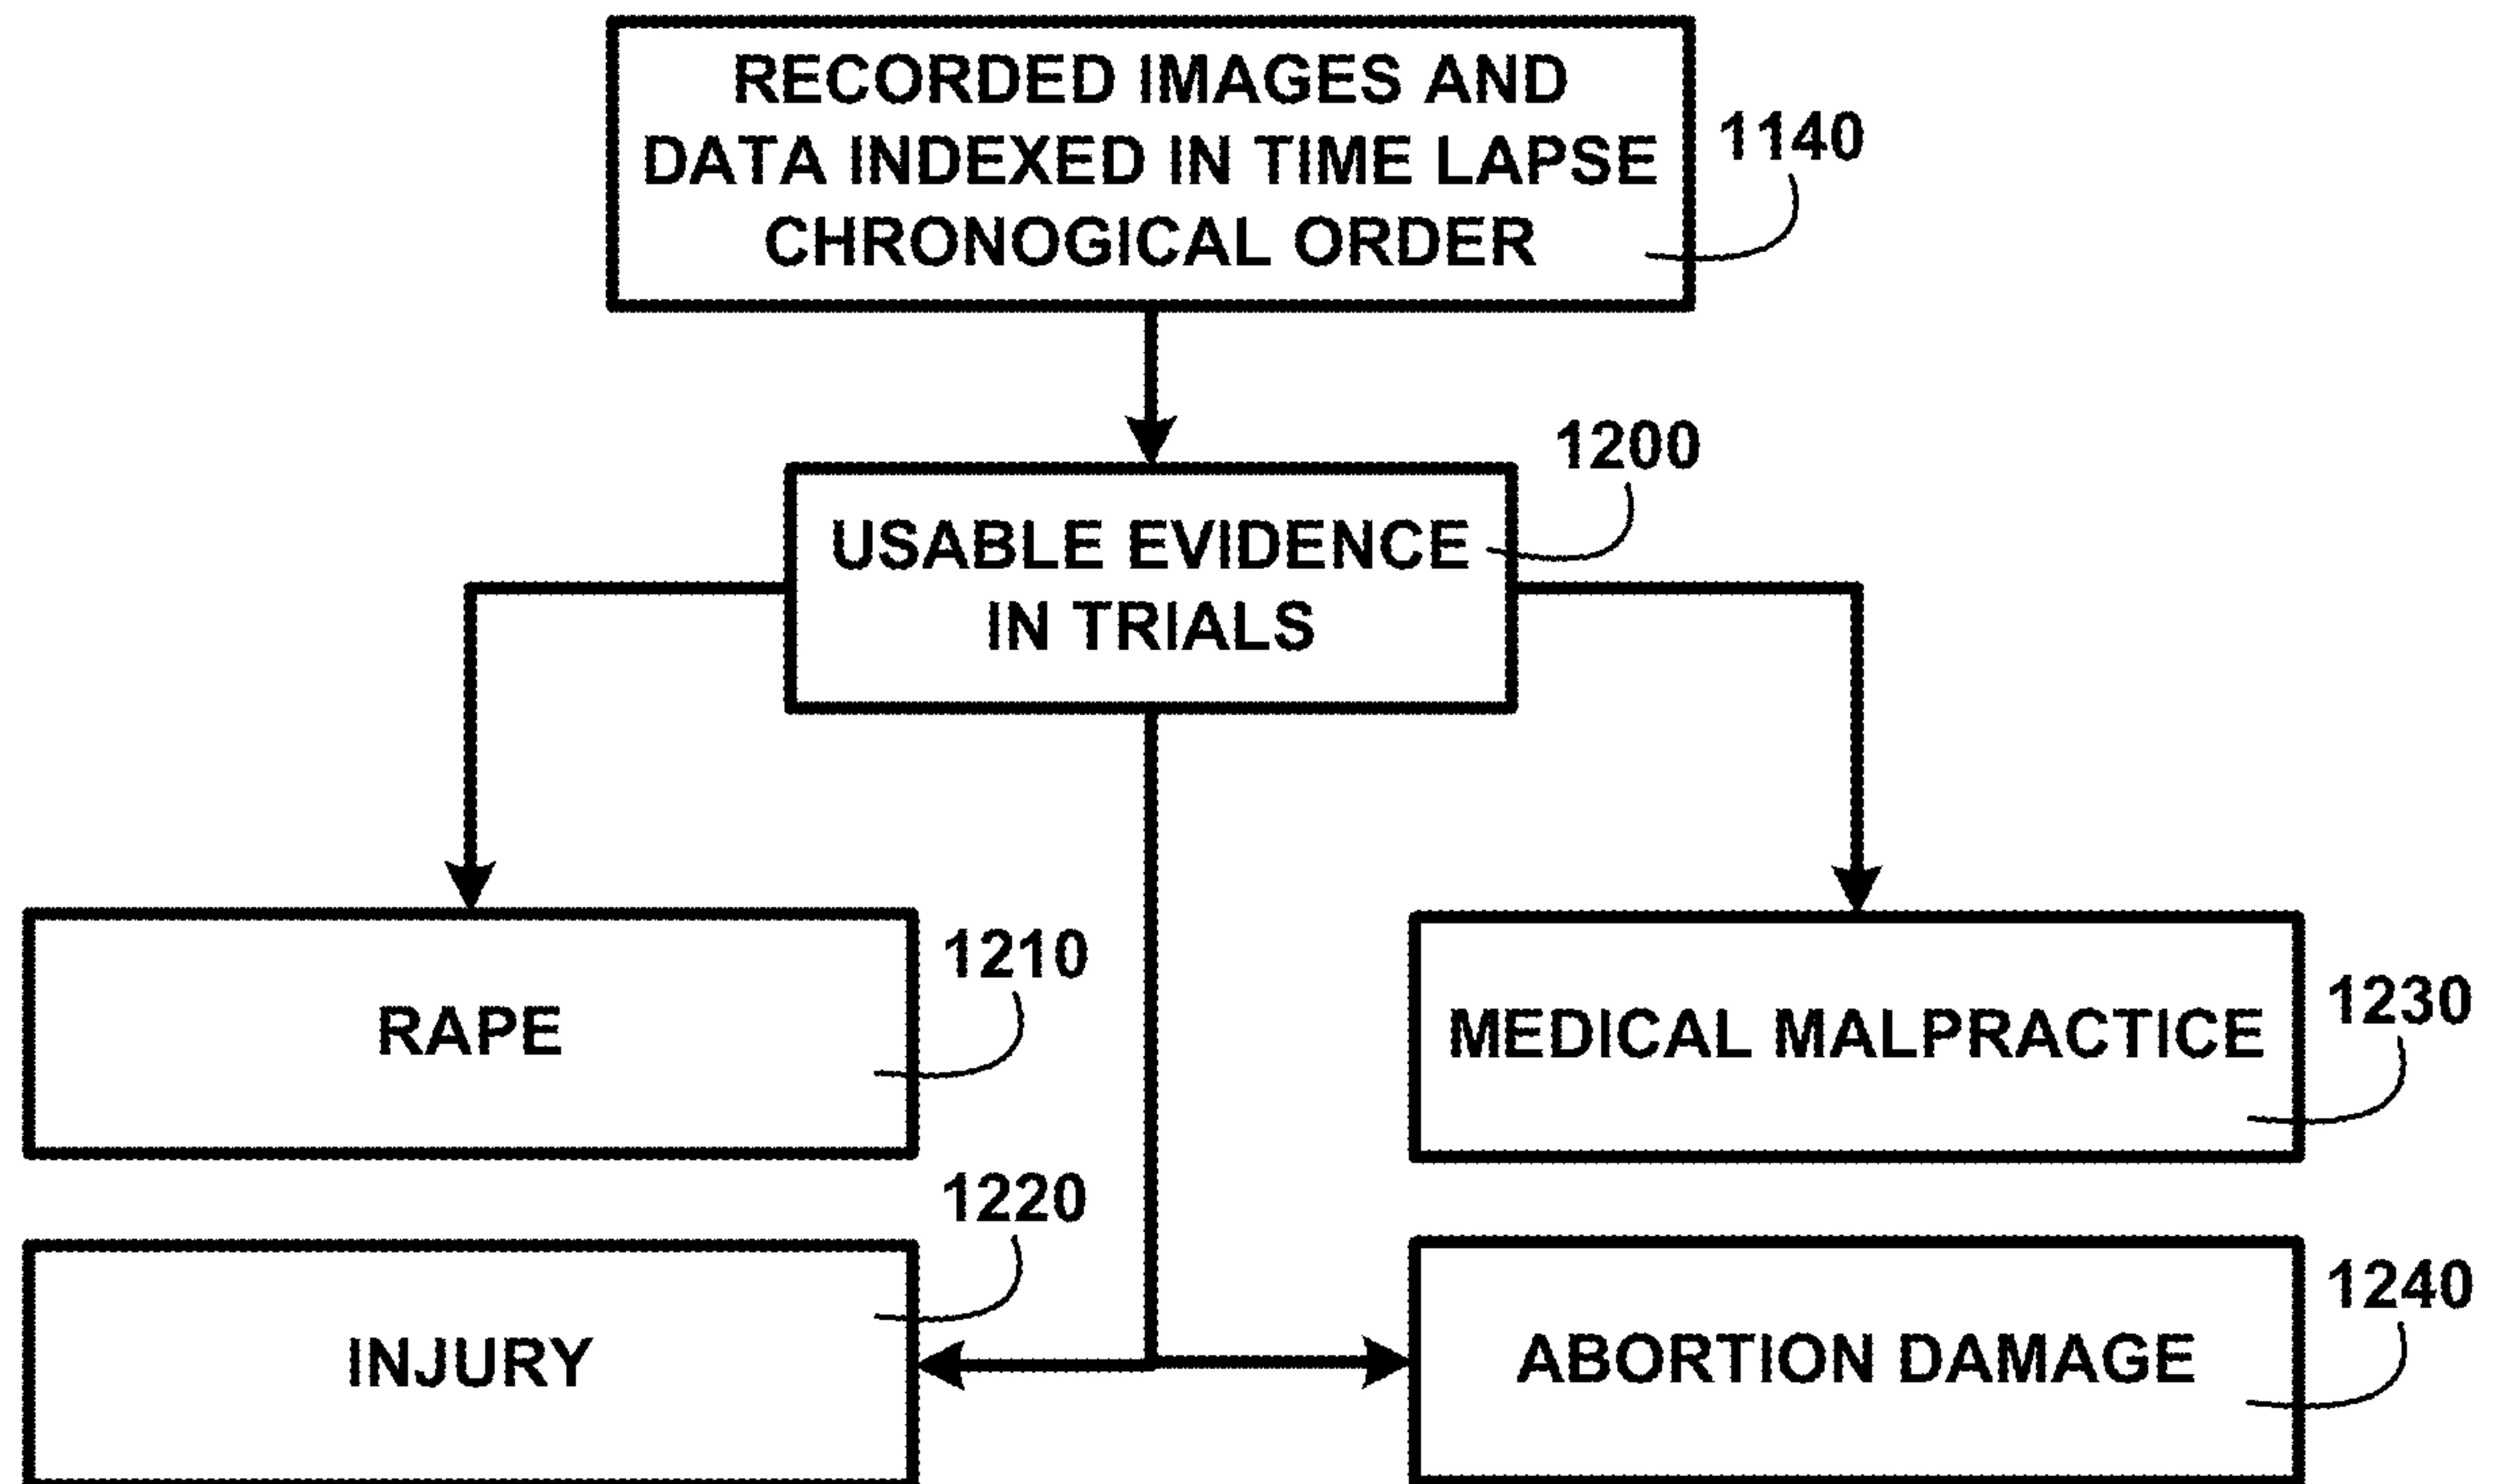 RECORDED IMAGES AND
DATA INDEXED IN TIME LAPSE
CHRONOGICAL ORDER
1140
1200
USABLE EVIDENCE
IN TRIALS
1210
RAPE
1230
MEDICAL MALPRACTICE
1220
INJURY
1240
ABORTION DAMAGE